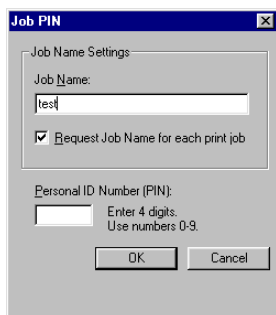 Job PIN
Job Name Settings
Job Name:
test
Request Job Name for each print job
Personal ID Number (PIN):
Enter 4 digits.
Use numbers 0-9.
OK
Cancel